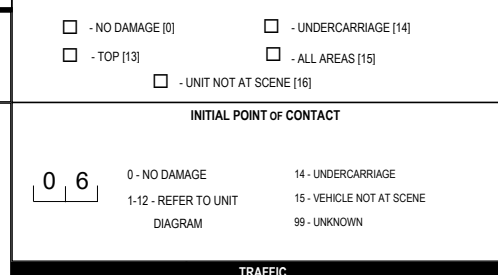 ☐ - NO DAMAGE [0] ☐ - UNDERCARRIAGE [14]
☐ - TOP [13] ☐ - ALL AREAS [15]
☐ - UNIT NOT AT SCENE [16]
INITIAL POINT OF CONTACT
0 6
0 - NO DAMAGE 14 - UNDERCARRIAGE
1-12 - REFER TO UNIT 15 - VEHICLE NOT AT SCENE
DIAGRAM 99 - UNKNOWN
TRAFFIC